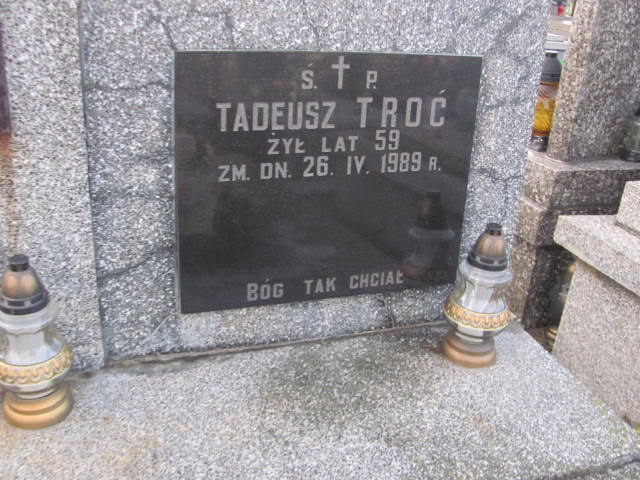 Ś. P.
TADEUSZ TROĆ
ŻYŁ LAT 59
ZM. DN. 26. IV. 1989 R.
BÓG TAK CHCIAŁ